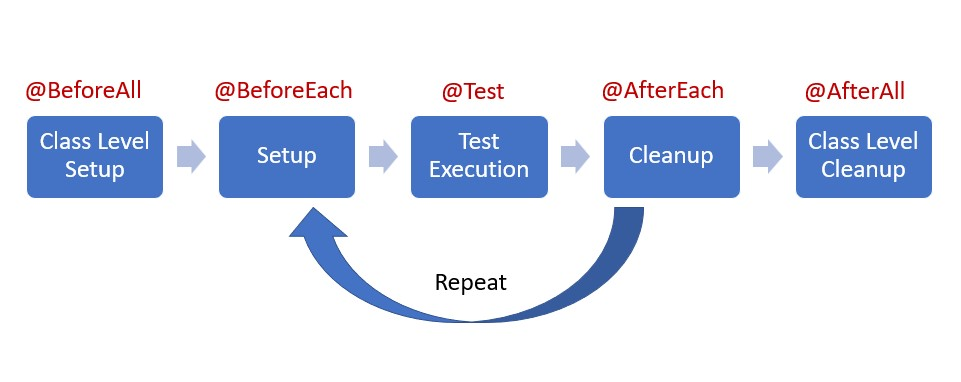 @BeforeAll
@BeforeEach
@Test
@AfterEach
@AfterAll
Class Level
Setup
Setup
Test
Execution
Cleanup
Class Level
Cleanup
Repeat